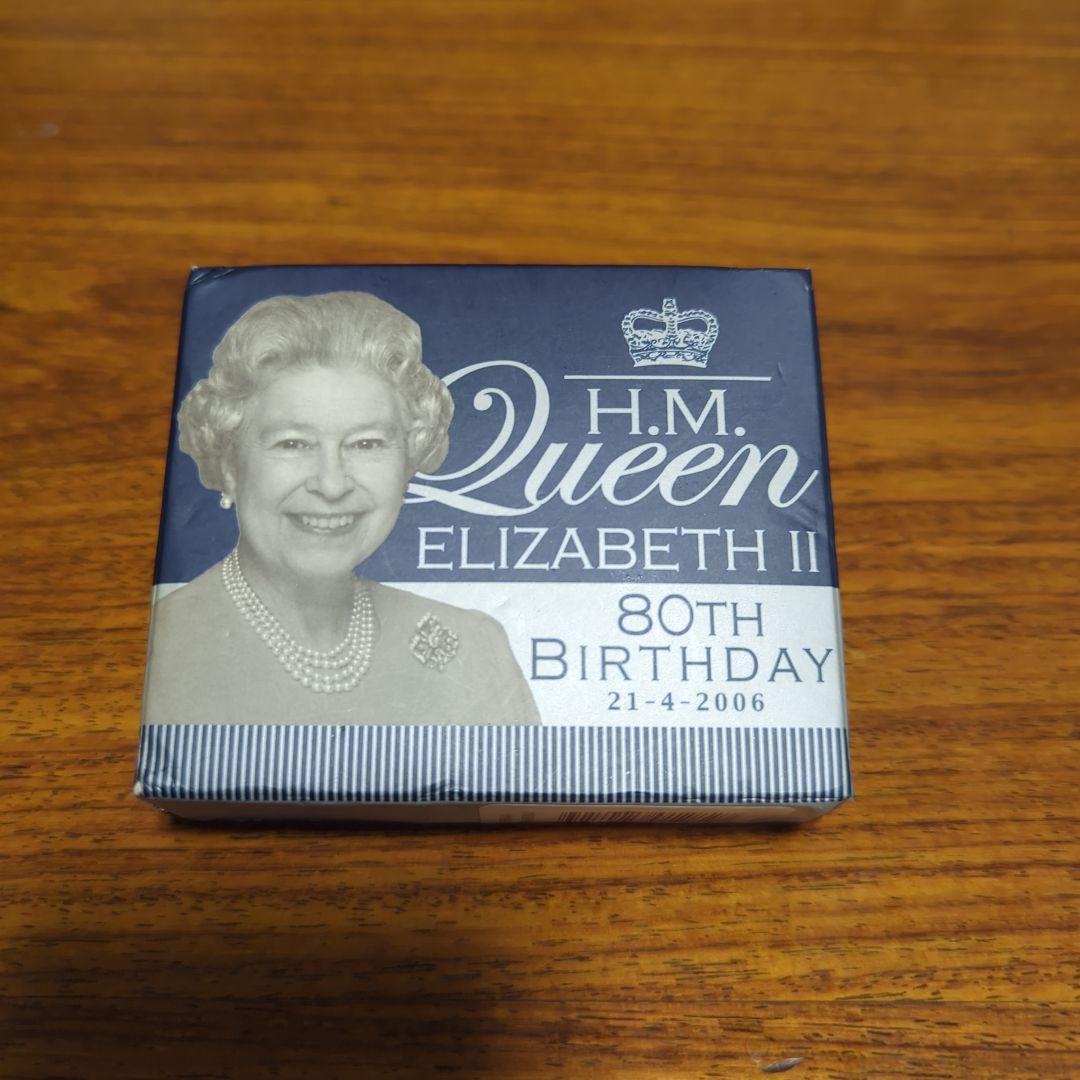 H.M.
Queen
ELIZABETH II
80TH
BIRTHDAY
21-4-2006